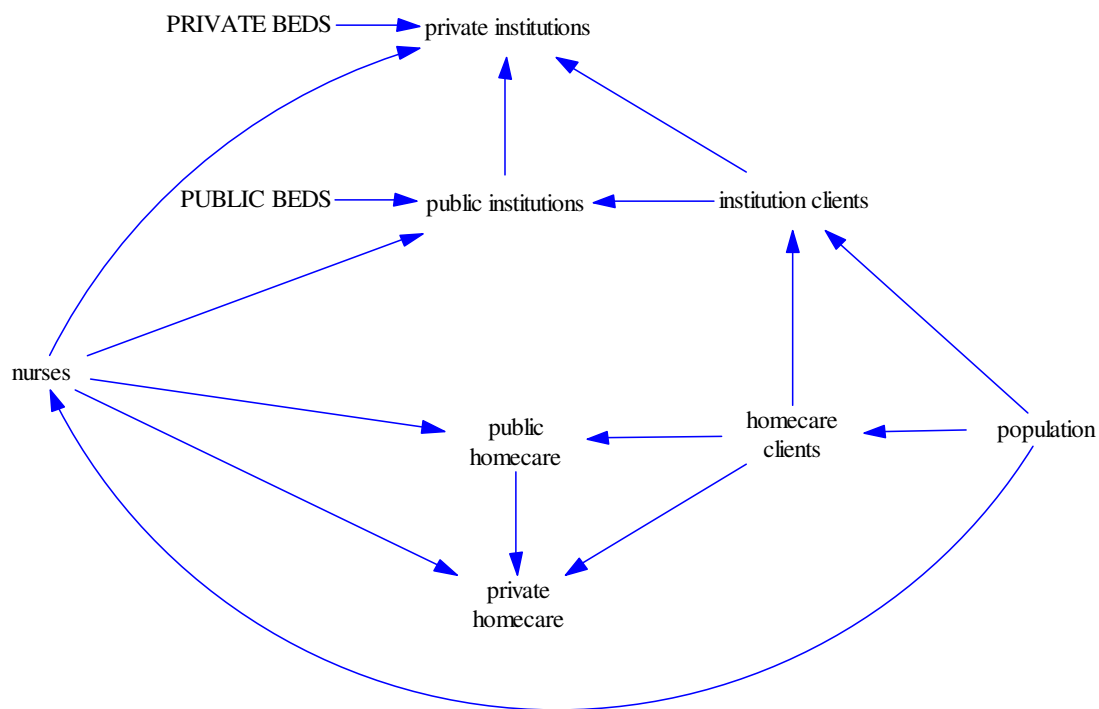 PRIVATE BEDS
private institutions
PUBLIC BEDS
public institutions
institution clients
nurses
public
homecare
homecare
clients
population
private
homecare